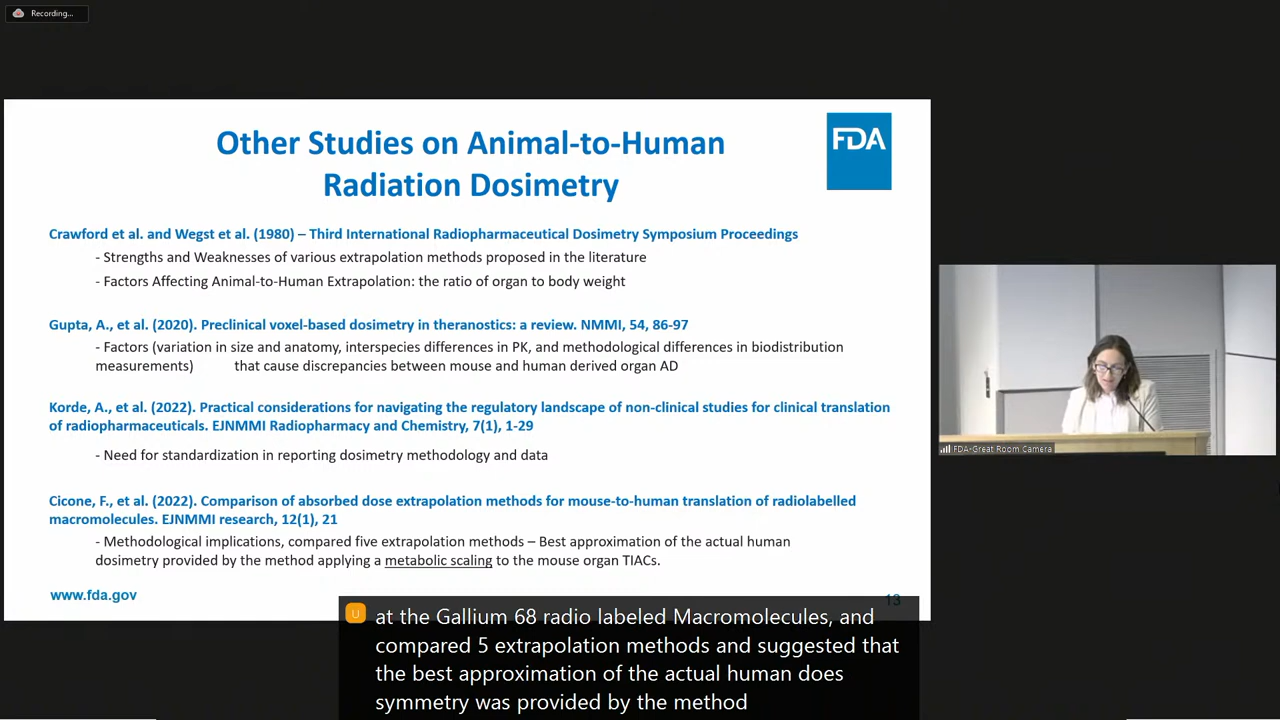 Recording...
Other Studies on Animal-to-Human
Radiation Dosimetry
FDA
Crawford et al. and Wegst et al. (1980) – Third International Radiopharmaceutical Dosimetry Symposium Proceedings
- Strengths and Weaknesses of various extrapolation methods proposed in the literature
- Factors Affecting Animal-to-Human Extrapolation: the ratio of organ to body weight
Gupta, A., et al. (2020). Preclinical voxel-based dosimetry in theranostics: a review. NMMI, 54, 86-97
- Factors (variation in size and anatomy, interspecies differences in PK, and methodological differences in biodistribution
measurements) that cause discrepancies between mouse and human derived organ AD
Korde, A., et al. (2022). Practical considerations for navigating the regulatory landscape of non-clinical studies for clinical translation
of radiopharmaceuticals. EJNMMI Radiopharmacy and Chemistry, 7(1), 1-29
- Need for standardization in reporting dosimetry methodology and data
Cicone, F., et al. (2022). Comparison of absorbed dose extrapolation methods for mouse-to-human translation of radiolabelled
macromolecules. EJNMMI research, 12(1), 21
- Methodological implications, compared five extrapolation methods – Best approximation of the actual human
dosimetry provided by the method applying a metabolic scaling to the mouse organ TIACs.
www.fda.gov
13
FDA-Great Room Camera
U
at the Gallium 68 radio labeled Macromolecules, and
compared 5 extrapolation methods and suggested that
the best approximation of the actual human does
symmetry was provided by the method